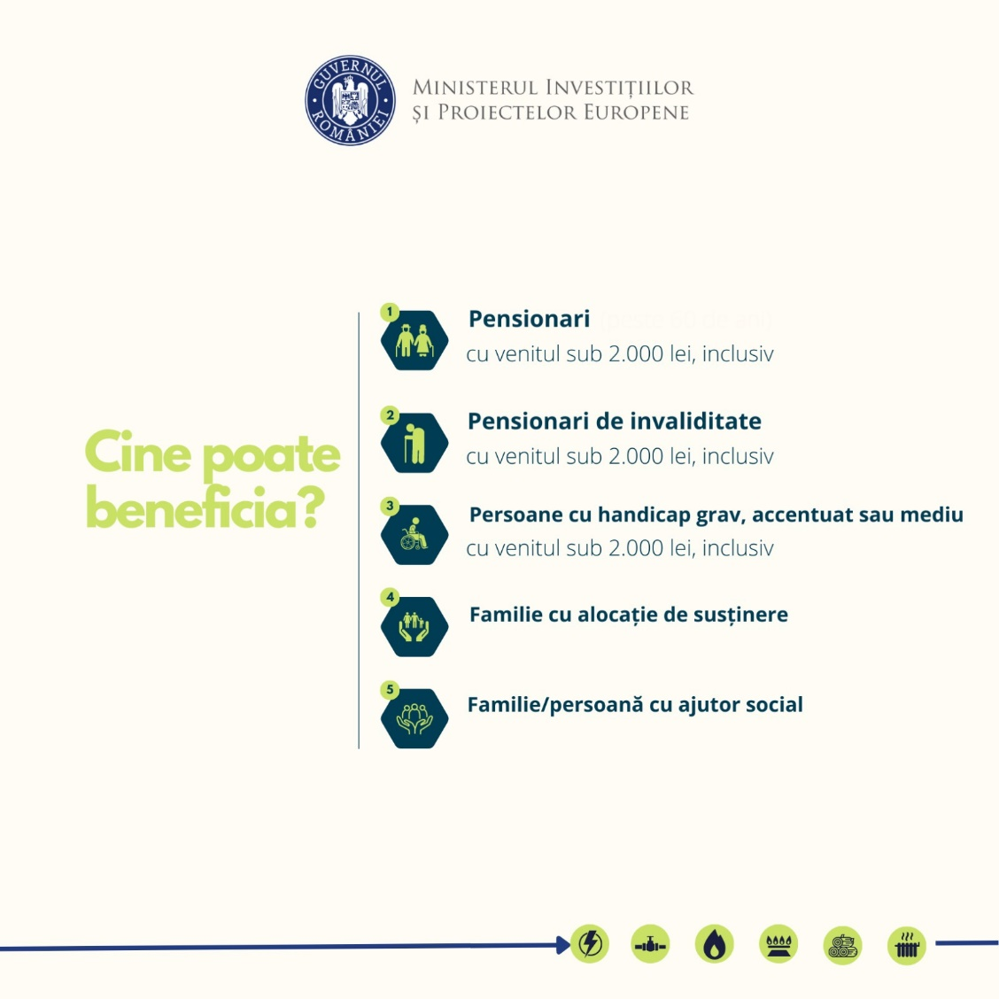 GUVERNUL ROMÂNIEI
MINISTERUL INVESTIȚIILOR
ȘI PROIECTELOR EUROPENE
Cine poate
beneficia?
1
Pensionari (peste 60 de ani)
cu venitul sub 2.000 lei, inclusiv
2
Pensionari de invaliditate
cu venitul sub 2.000 lei, inclusiv
3
Persoane cu handicap grav, accentuat sau mediu
cu venitul sub 2.000 lei, inclusiv
4
Familie cu alocație de susținere
5
Familie/persoană cu ajutor social